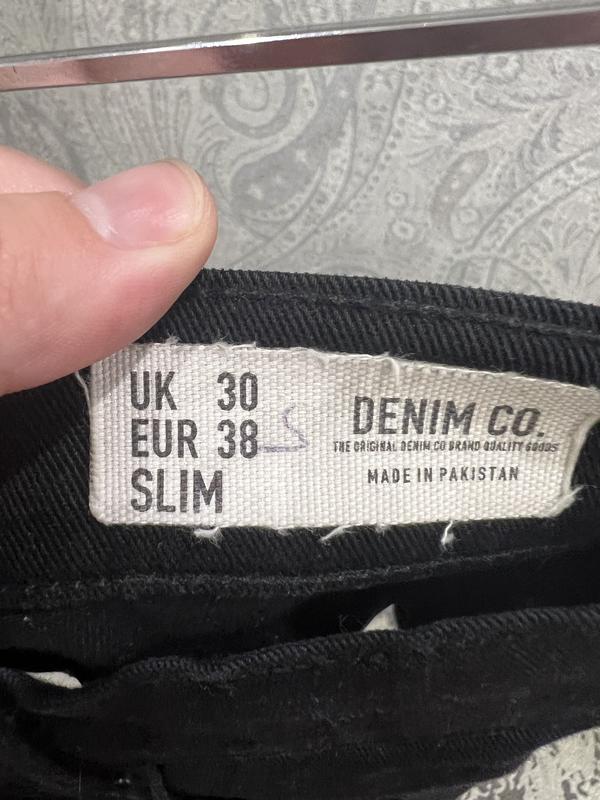 UK 30
EUR 38
SLIM
DENIM CO.
THE ORIGINAL DENIM CO BRAND QUALITY GOODS
MADE IN PAKISTAN